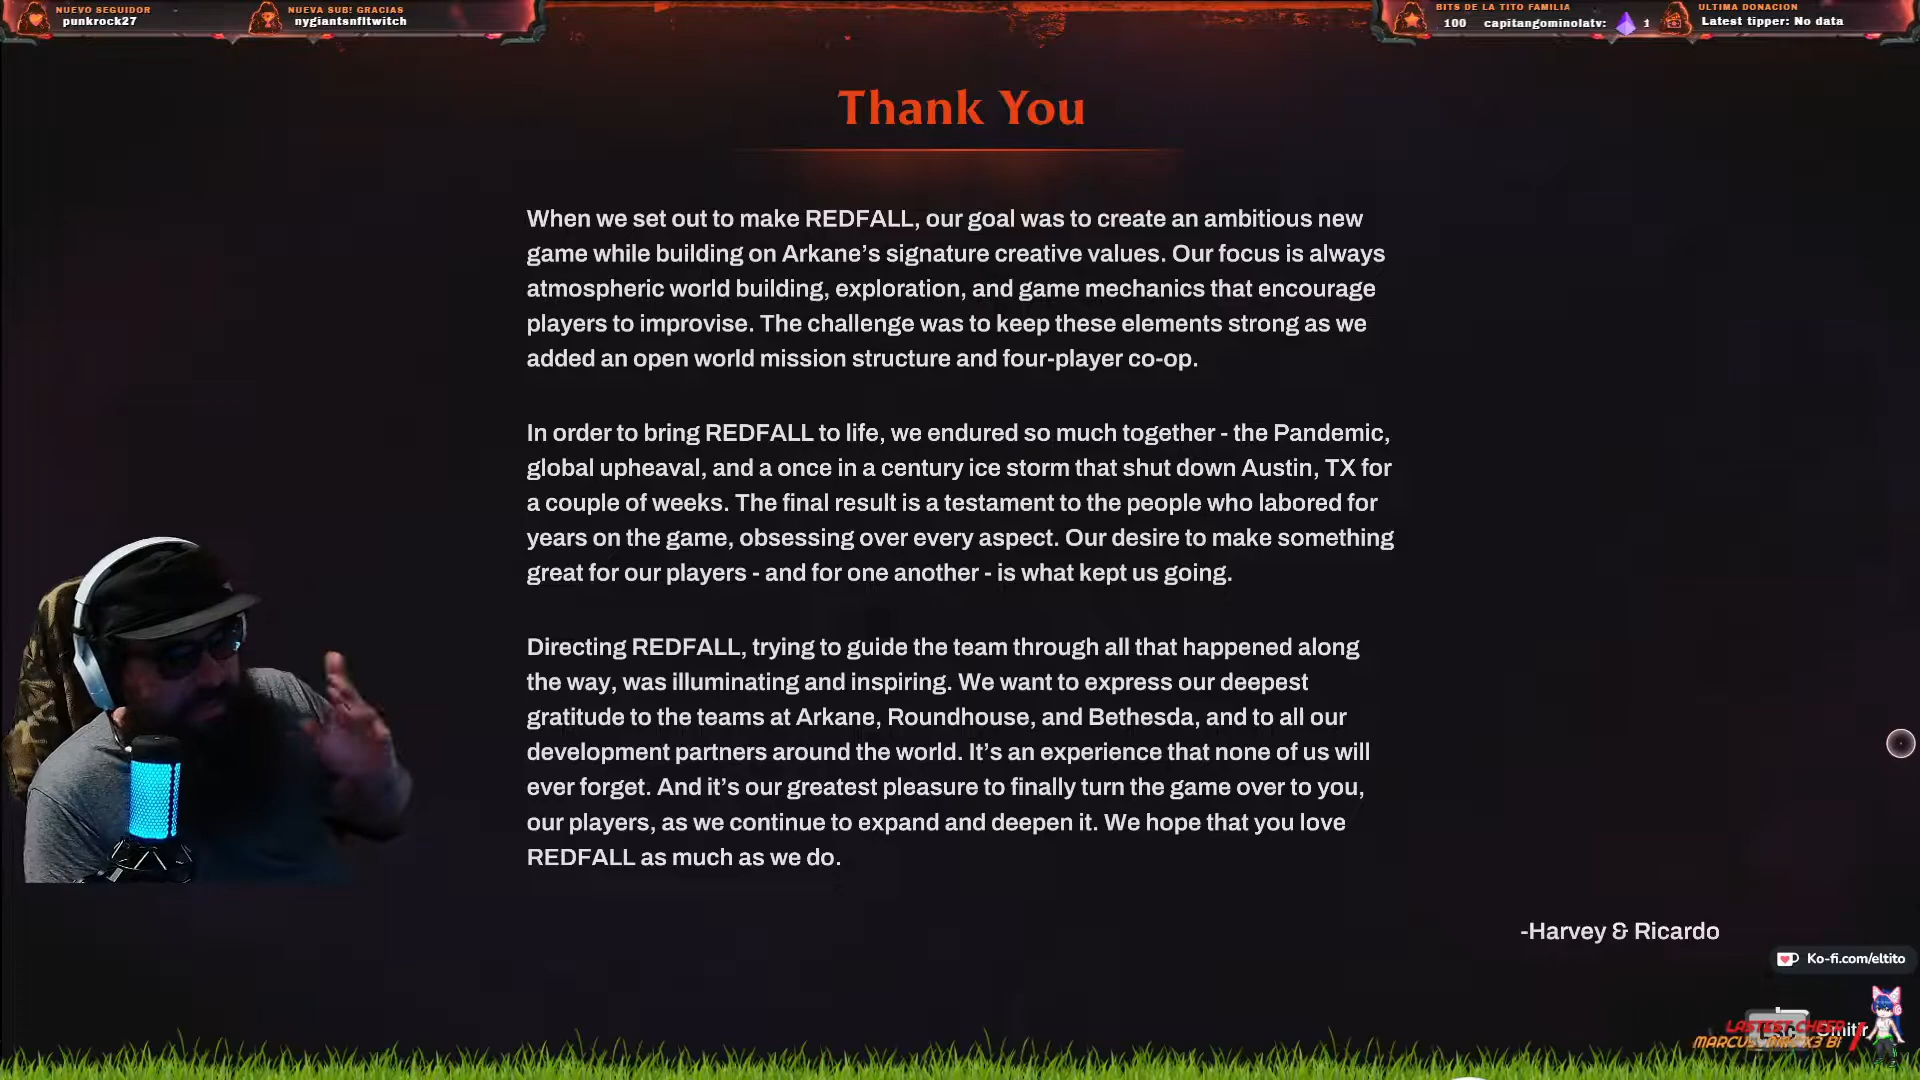 NUEVO SEGUIDOR
punkrock27
NUEVA SUB! GRACIAS
nygiantsnfltwitch
BITS DE LA TITO FAMILIA
100 capitangominolatv: 1
ULTIMA DONACION
Latest tipper: No data
Thank You
When we set out to make REDFALL, our goal was to create an ambitious new
game while building on Arkane’s signature creative values. Our focus is always
atmospheric world building, exploration, and game mechanics that encourage
players to improvise. The challenge was to keep these elements strong as we
added an open world mission structure and four-player co-op.
In order to bring REDFALL to life, we endured so much together - the Pandemic,
global upheaval, and a once in a century ice storm that shut down Austin, TX for
a couple of weeks. The final result is a testament to the people who labored for
years on the game, obsessing over every aspect. Our desire to make something
great for our players - and for one another - is what kept us going.
Directing REDFALL, trying to guide the team through all that happened along
the way, was illuminating and inspiring. We want to express our deepest
gratitude to the teams at Arkane, Roundhouse, and Bethesda, and to all our
development partners around the world. It’s an experience that none of us will
ever forget. And it’s our greatest pleasure to finally turn the game over to you,
our players, as we continue to expand and deepen it. We hope that you love
REDFALL as much as we do.
-Harvey & Ricardo
Ko-fi.com/eltito
LASTEST CHEER